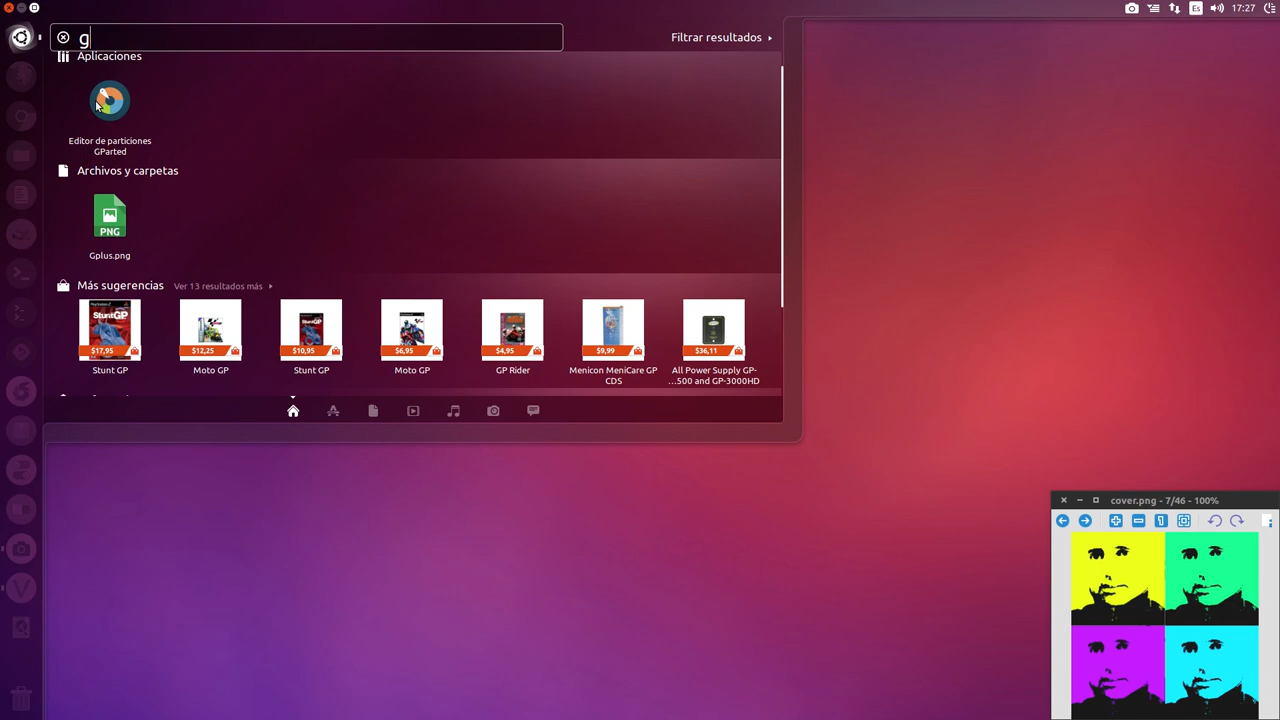 Es
17:27
g
Filtrar resultados
Aplicaciones
Editor de particiones
GParted
Archivos y carpetas
PNG
Gplus.png
Más sugerencias Ver 13 resultados más
Stunt GP
$17,95 $12,25 $10,95 $6,95 $4,95 $9,99 $36,11
Stunt GP Moto GP Stunt GP Moto GP GP Rider Menicon MeniCare GP CDS All Power Supply GP-…500 and GP-3000HD
cover.png - 7/46 - 100%